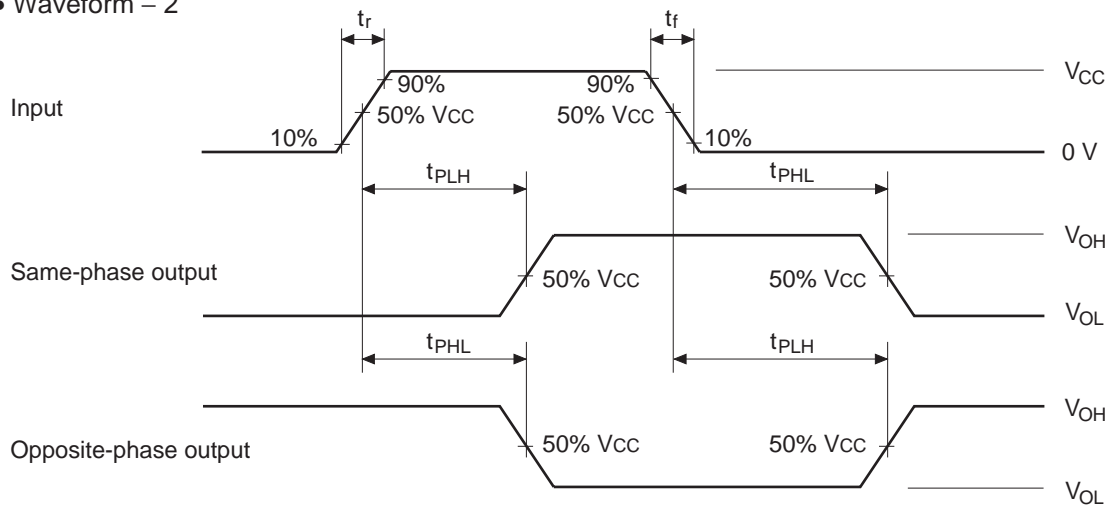 • Waveform – 2
tr
tf
Input
90%
90%
VCC
50% VCC
50% VCC
10%
10%
0 V
tPLH
tPHL
VOH
Same-phase output
50% VCC
50% VCC
VOL
tPHL
tPLH
VOH
Opposite-phase output
50% VCC
50% VCC
VOL